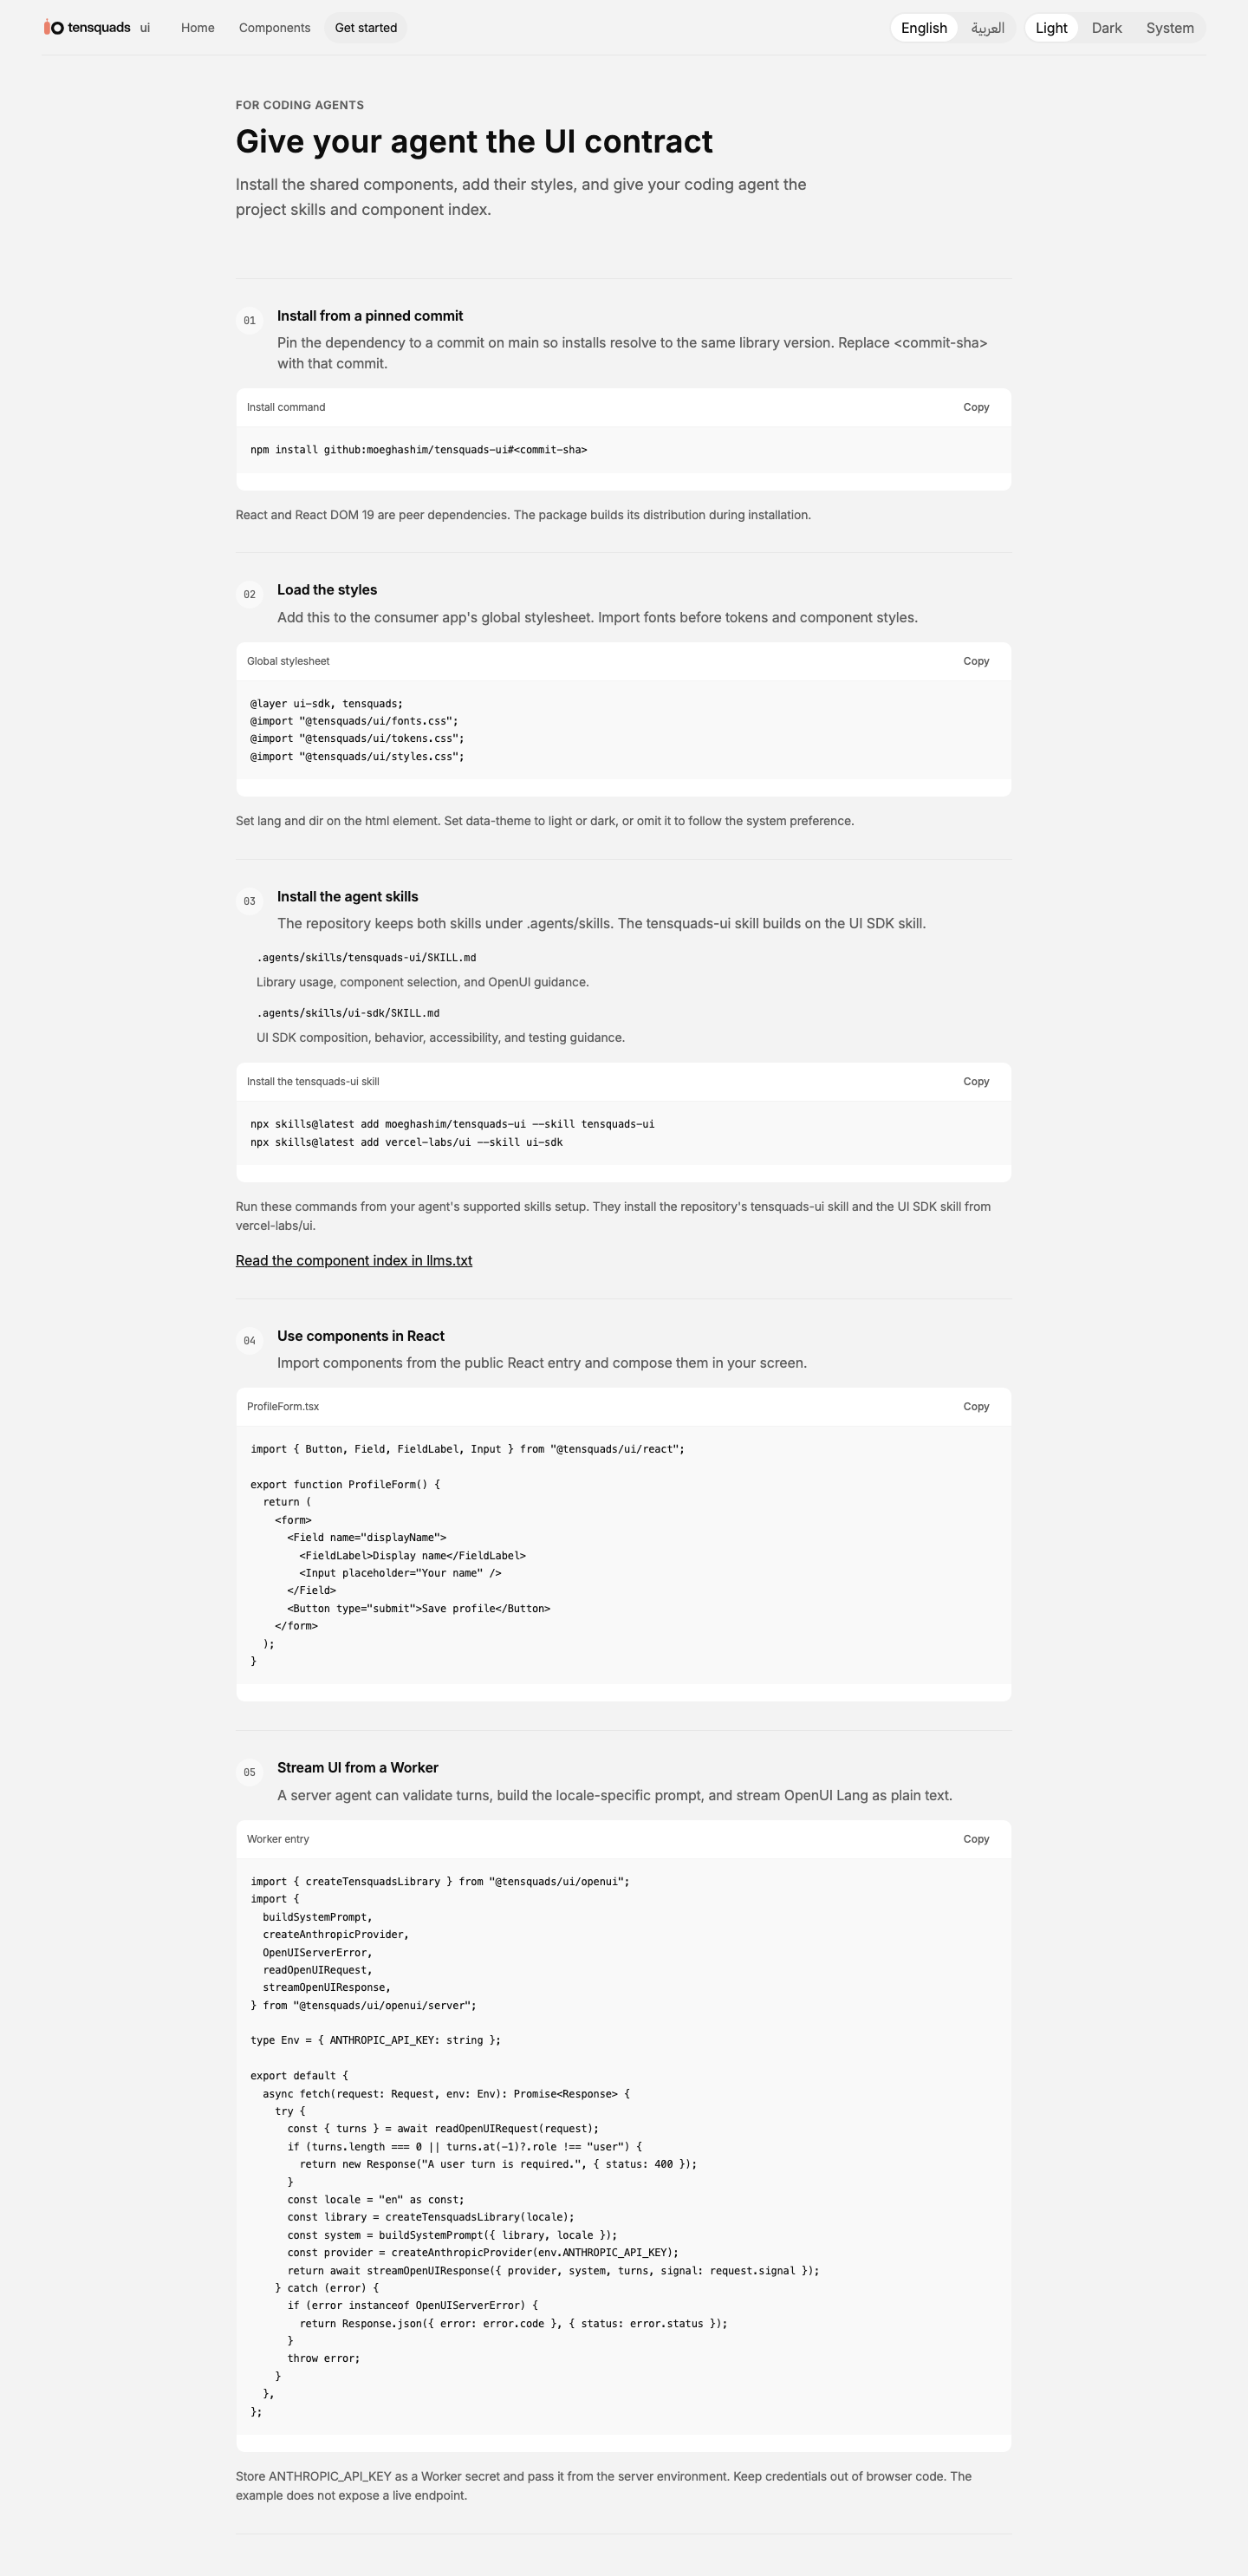 tensquads ui Home Components Get started English العربية Light Dark System
FOR CODING AGENTS
Give your agent the UI contract
Install the shared components, add their styles, and give your coding agent the
project skills and component index.
01 Install from a pinned commit
Pin the dependency to a commit on main so installs resolve to the same library version. Replace <commit-sha>
with that commit.
Install command Copy
npm install github:moeghashim/tensquads-ui#<commit-sha>
React and React DOM 19 are peer dependencies. The package builds its distribution during installation.
02 Load the styles
Add this to the consumer app's global stylesheet. Import fonts before tokens and component styles.
Global stylesheet Copy
@layer ui-sdk, tensquads;
@import "@tensquads/ui/fonts.css";
@import "@tensquads/ui/tokens.css";
@import "@tensquads/ui/styles.css";
Set lang and dir on the html element. Set data-theme to light or dark, or omit it to follow the system preference.
03 Install the agent skills
The repository keeps both skills under .agents/skills. The tensquads-ui skill builds on the UI SDK skill.
.agents/skills/tensquads-ui/SKILL.md
Library usage, component selection, and OpenUI guidance.
.agents/skills/ui-sdk/SKILL.md
UI SDK composition, behavior, accessibility, and testing guidance.
Install the tensquads-ui skill Copy
npx skills@latest add moeghashim/tensquads-ui --skill tensquads-ui
npx skills@latest add vercel-labs/ui --skill ui-sdk
Run these commands from your agent's supported skills setup. They install the repository's tensquads-ui skill and the UI SDK skill from
vercel-labs/ui.
Read the component index in llms.txt
04 Use components in React
Import components from the public React entry and compose them in your screen.
ProfileForm.tsx Copy
import { Button, Field, FieldLabel, Input } from "@tensquads/ui/react";
export function ProfileForm() {
return (
<form>
<Field name="displayName">
<FieldLabel>Display name</FieldLabel>
<Input placeholder="Your name" />
</Field>
<Button type="submit">Save profile</Button>
</form>
);
}
05 Stream UI from a Worker
A server agent can validate turns, build the locale-specific prompt, and stream OpenUI Lang as plain text.
Worker entry Copy
import { createTensquadsLibrary } from "@tensquads/ui/openui";
import {
buildSystemPrompt,
createAnthropicProvider,
OpenUIServerError,
readOpenUIRequest,
streamOpenUIResponse,
} from "@tensquads/ui/openui/server";
type Env = { ANTHROPIC_API_KEY: string };
export default {
async fetch(request: Request, env: Env): Promise<Response> {
try {
const { turns } = await readOpenUIRequest(request);
if (turns.length === 0 || turns.at(-1)?.role !== "user") {
return new Response("A user turn is required.", { status: 400 });
}
const locale = "en" as const;
const library = createTensquadsLibrary(locale);
const system = buildSystemPrompt({ library, locale });
const provider = createAnthropicProvider(env.ANTHROPIC_API_KEY);
return await streamOpenUIResponse({ provider, system, turns, signal: request.signal });
} catch (error) {
if (error instanceof OpenUIServerError) {
return Response.json({ error: error.code }, { status: error.status });
}
throw error;
}
},
};
Store ANTHROPIC_API_KEY as a Worker secret and pass it from the server environment. Keep credentials out of browser code. The
example does not expose a live endpoint.